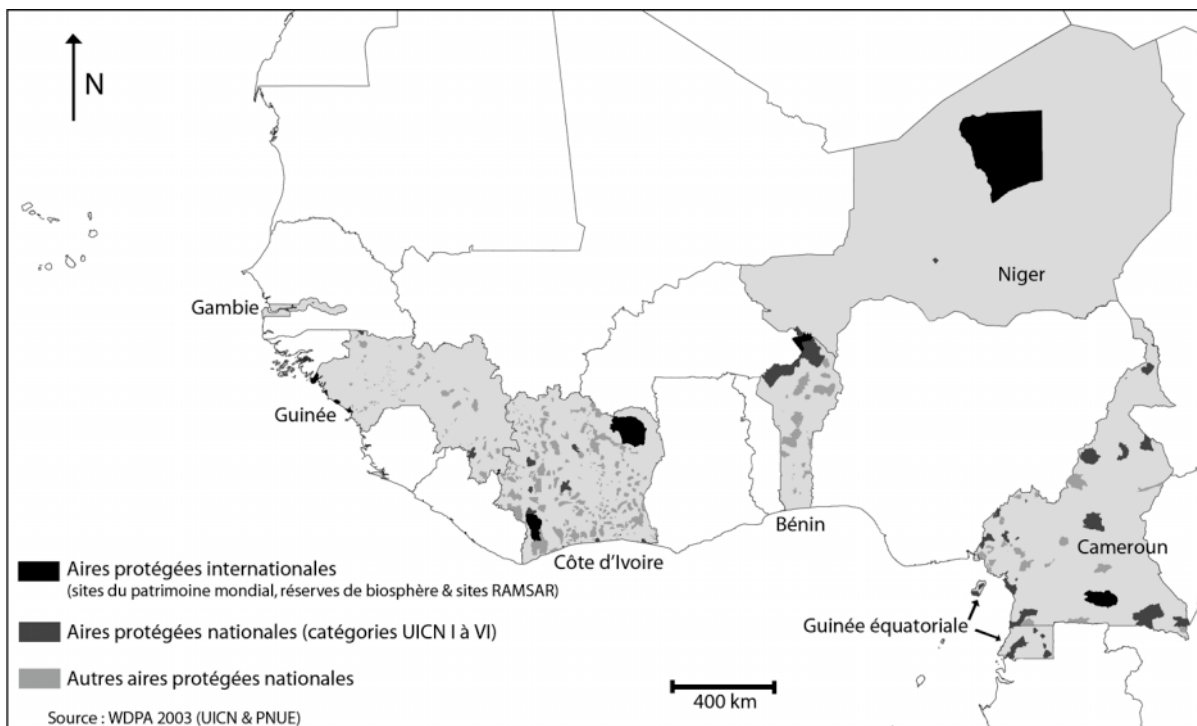 N
Niger
Gambie
Guinée
Bénin
Côte d'Ivoire
Cameroun
Guinée équatoriale
Aires protégées internationales
(sites du patrimoine mondial, réserves de biosphère & sites RAMSAR)
Aires protégées nationales (catégories UICN I à VI)
Autres aires protégées nationales
400 km
Source : WDPA 2003 (UICN & PNUE)